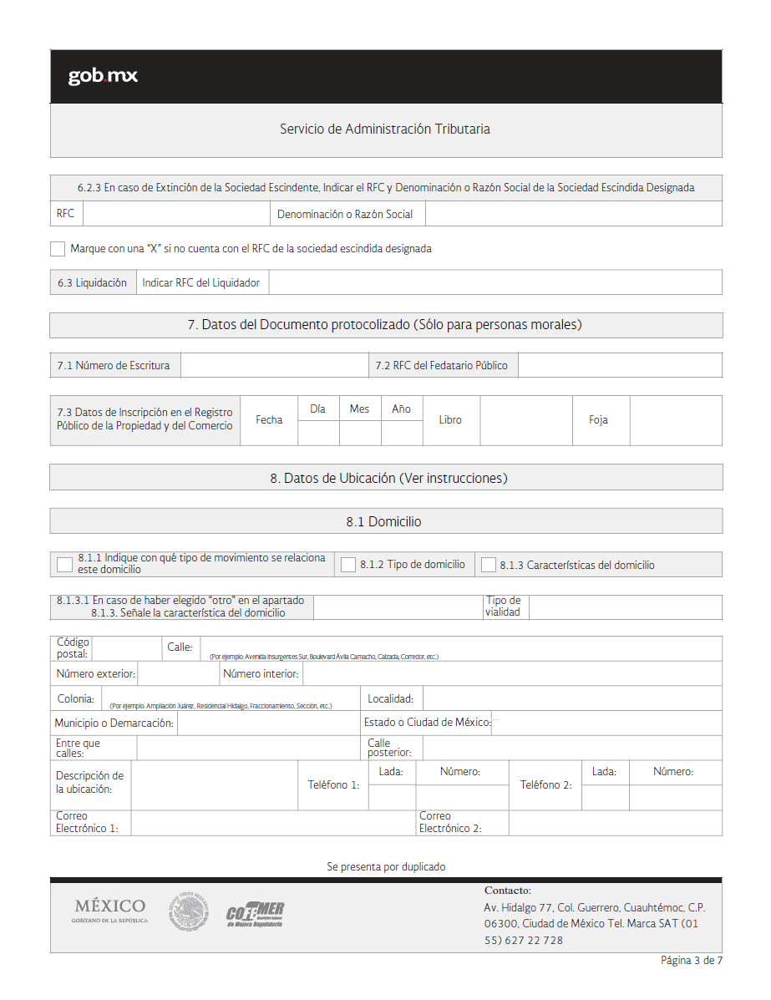 gob.mx
Servicio de Administración Tributaria
6.2.3 En caso de Extinción de la Sociedad Escindente, Indicar el RFC y Denominación o Razón Social de la Sociedad Escindida Designada
RFC
Denominación o Razón Social
Marque con una “X” si no cuenta con el RFC de la sociedad escindida designada
6.3 Liquidación
Indicar RFC del Liquidador
7. Datos del Documento protocolizado (Sólo para personas morales)
7.1 Número de Escritura
7.2 RFC del Fedatario Público
7.3 Datos de Inscripción en el Registro
Público de la Propiedad y del Comercio
Fecha
Día
Mes
Año
Libro
Foja
8. Datos de Ubicación (Ver instrucciones)
8.1 Domicilio
8.1.1 Indique con qué tipo de movimiento se relaciona
este domicilio
8.1.2 Tipo de domicilio
8.1.3 Características del domicilio
8.1.3.1 En caso de haber elegido “otro” en el apartado
8.1.3. Señale la característica del domicilio
Tipo de
vialidad
Código
postal:
Calle:
(Por ejemplo: Avenida Insurgentes Sur, Boulevard Ávila Camacho, Calzada, Corredor, etc.)
Número exterior:
Número interior:
Colonia:
(Por ejemplo: Ampliación Juárez, Residencial Hidalgo, Fraccionamiento, Sección, etc.)
Localidad:
Municipio o Demarcación:
Estado o Ciudad de México:
Entre que
calles:
Calle
posterior:
Descripción de
la ubicación:
Teléfono 1:
Lada:
Número:
Teléfono 2:
Lada:
Número:
Correo
Electrónico 1:
Correo
Electrónico 2:
Se presenta por duplicado
MÉXICO
GOBIERNO DE LA REPÚBLICA
COFEMER
Comisión Federal
de Mejora Regulatoria
Contacto:
Av. Hidalgo 77, Col. Guerrero, Cuauhtémoc, C.P.
06300, Ciudad de México Tel. Marca SAT (01
55) 627 22 728
Página 3 de 7